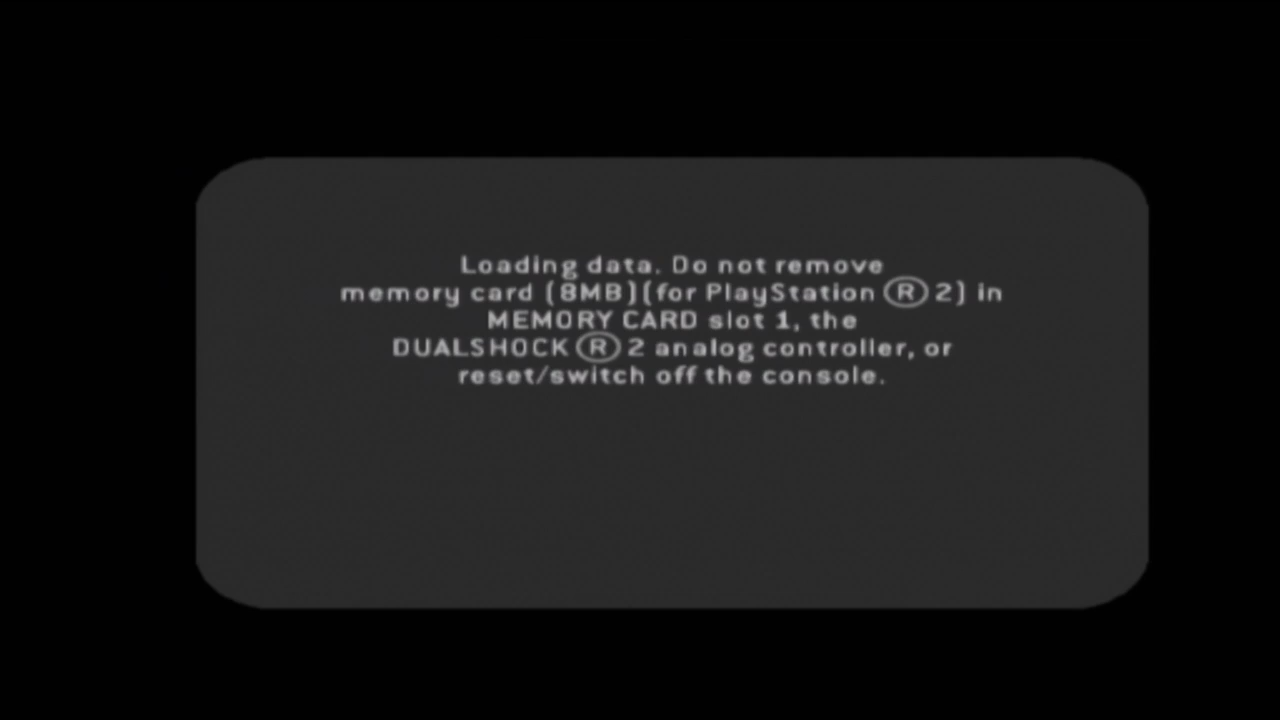 Loading data. Do not remove
memory card (8MB)(for PlayStation®2) in
MEMORY CARD slot 1, the
DUALSHOCK®2 analog controller, or
reset/switch off the console.